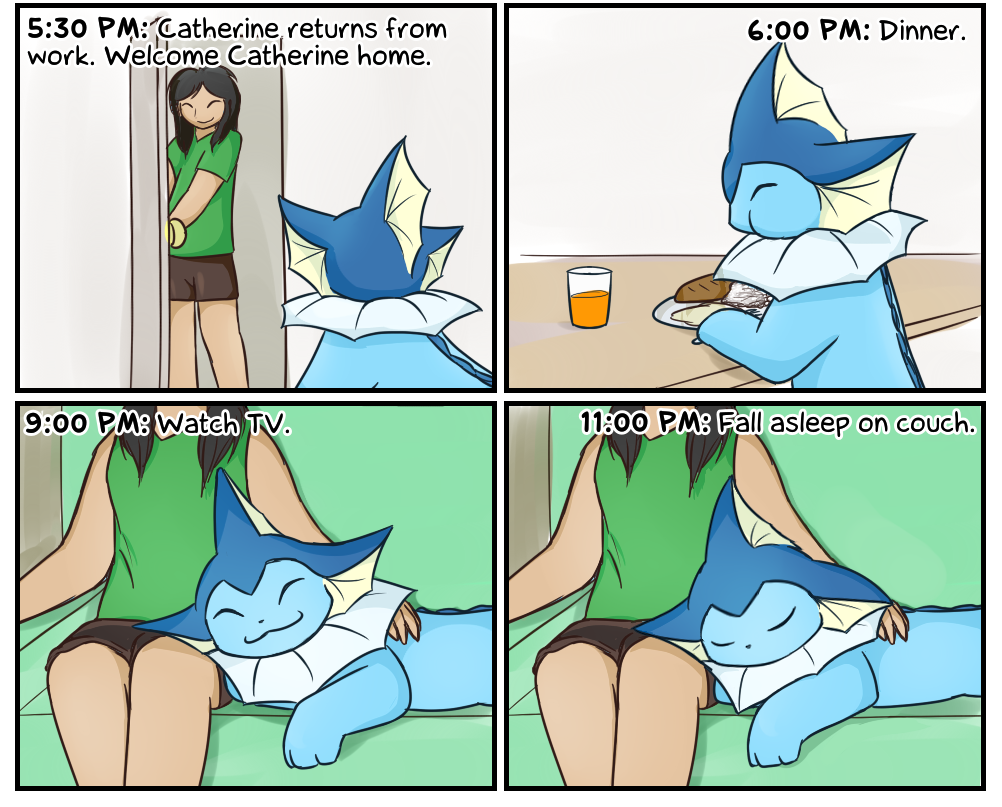 5:30 PM: Catherine returns from
work. Welcome Catherine home.
6:00 PM: Dinner.
9:00 PM: Watch TV.
11:00 PM: Fall asleep on couch.